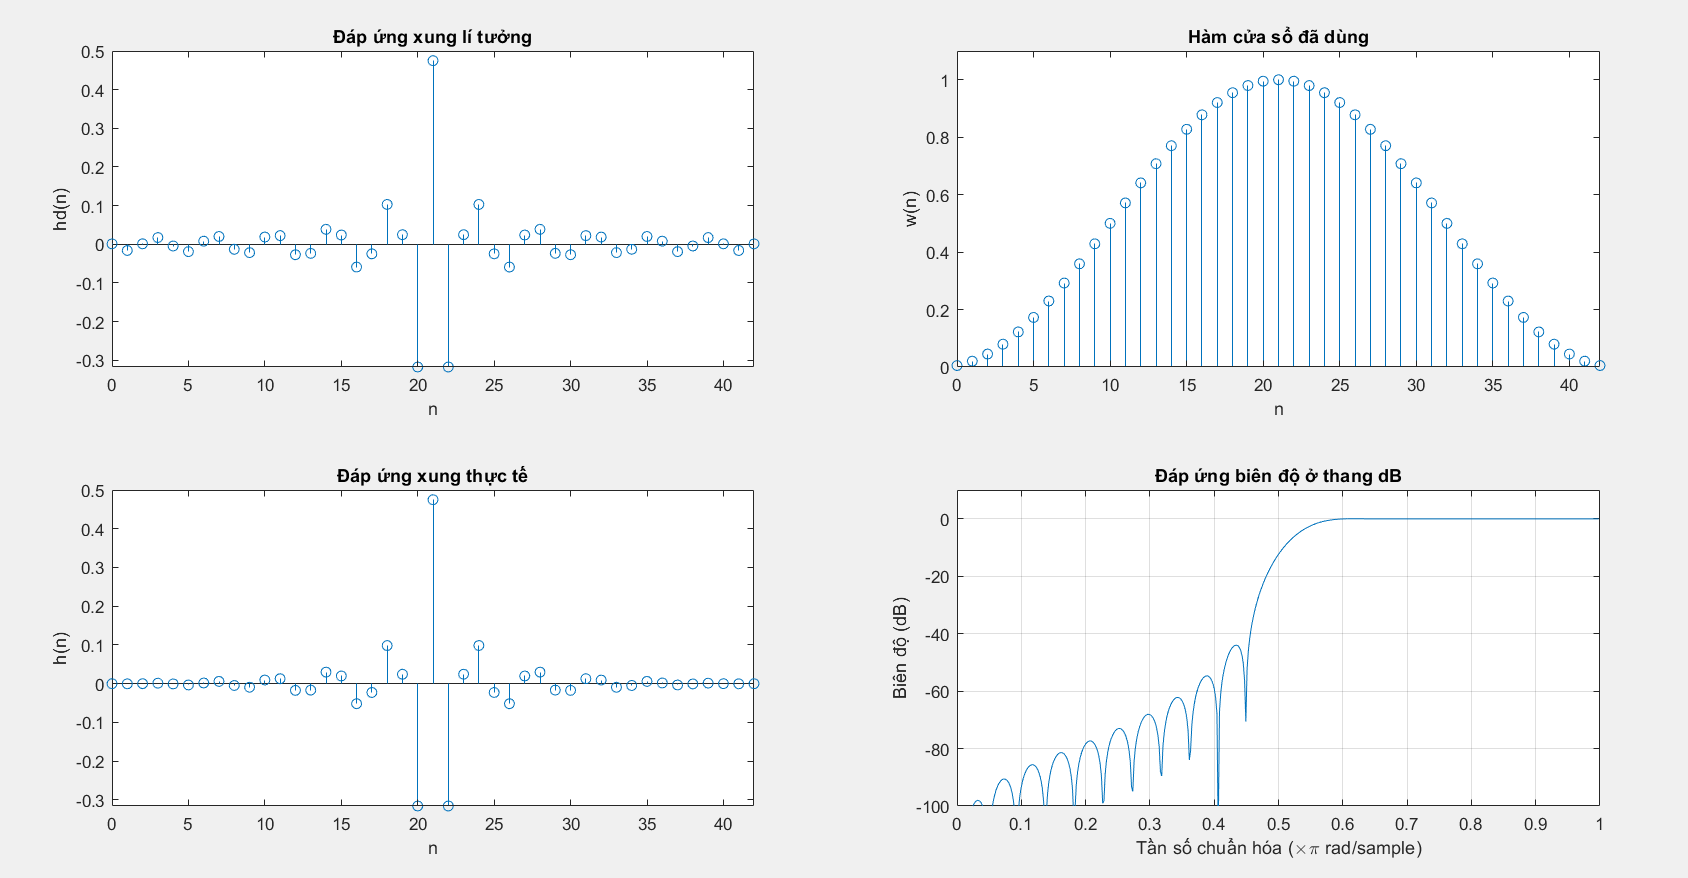 Đáp ứng xung lí tưởng
0.5
0.4
0.3
0.2
0.1
0
-0.1
-0.2
-0.3
hd(n)
0 5 10 15 20 25 30 35 40
n
Hàm cửa sổ đã dùng
1
0.8
0.6
0.4
0.2
0
w(n)
0 5 10 15 20 25 30 35 40
n
Đáp ứng xung thực tế
0.5
0.4
0.3
0.2
0.1
0
-0.1
-0.2
-0.3
h(n)
0 5 10 15 20 25 30 35 40
n
Đáp ứng biên độ ở thang dB
0
-20
-40
-60
-80
-100
Biên độ (dB)
0 0.1 0.2 0.3 0.4 0.5 0.6 0.7 0.8 0.9 1
Tần số chuẩn hóa (×π rad/sample)